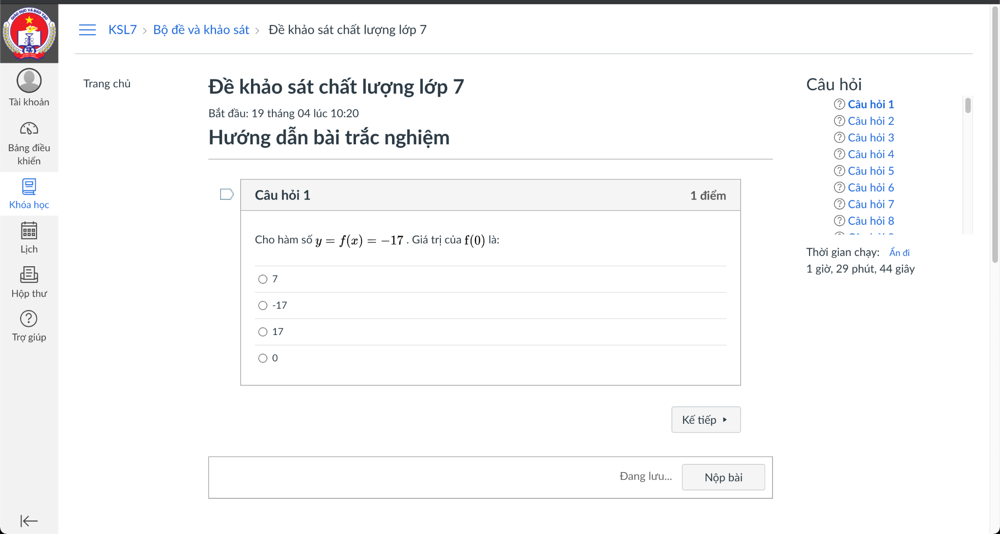 GIÁO DỤC VÀ ĐÀO TẠO
Tài khoản
Bảng điều
khiển
Khóa học
Lịch
Hộp thư
Trợ giúp
KSL7 › Bộ đề và khảo sát › Đề khảo sát chất lượng lớp 7
Trang chủ
Đề khảo sát chất lượng lớp 7
Bắt đầu: 19 tháng 04 lúc 10:20
Hướng dẫn bài trắc nghiệm
Câu hỏi 1 1 điểm
Cho hàm số y = f(x) = −17 . Giá trị của f(0) là:
7
-17
17
0
Kế tiếp ▸
Đang lưu... Nộp bài
Câu hỏi
Câu hỏi 1
Câu hỏi 2
Câu hỏi 3
Câu hỏi 4
Câu hỏi 5
Câu hỏi 6
Câu hỏi 7
Câu hỏi 8
Thời gian chạy: Ẩn đi
1 giờ, 29 phút, 44 giây